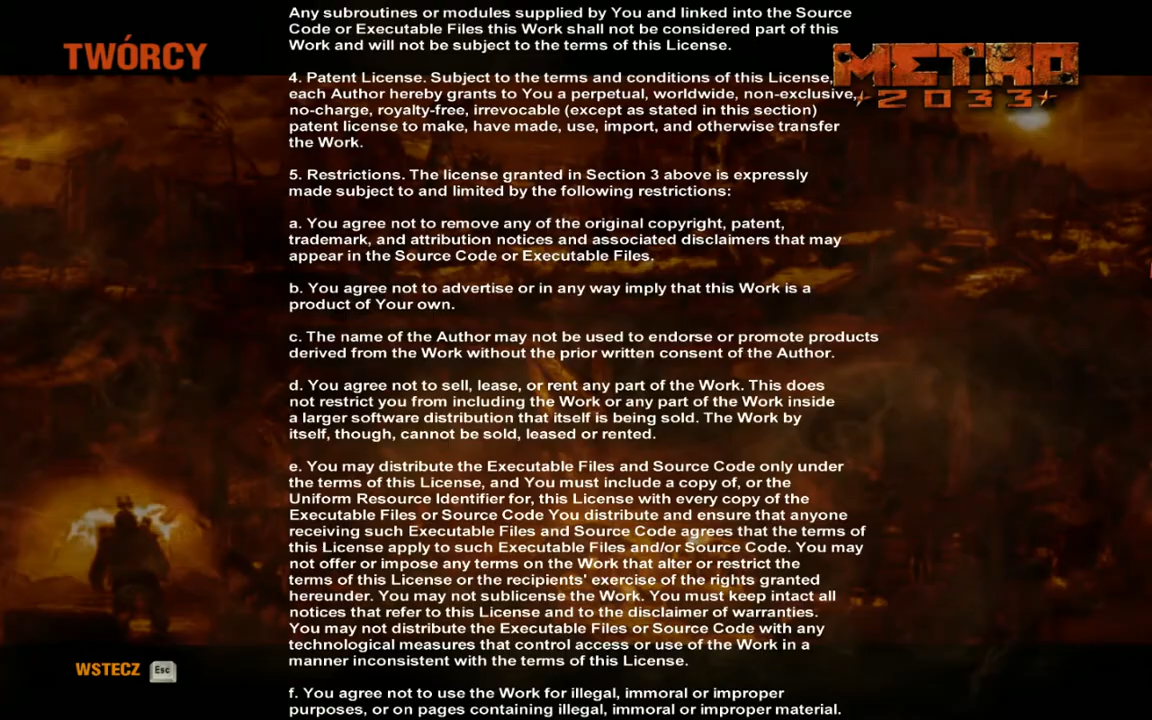 TWÓRCY
METRO
2033
Any subroutines or modules supplied by You and linked into the Source
Code or Executable Files this Work shall not be considered part of this
Work and will not be subject to the terms of this License.
4. Patent License. Subject to the terms and conditions of this License,
each Author hereby grants to You a perpetual, worldwide, non-exclusive,
no-charge, royalty-free, irrevocable (except as stated in this section)
patent license to make, have made, use, import, and otherwise transfer
the Work.
5. Restrictions. The license granted in Section 3 above is expressly
made subject to and limited by the following restrictions:
a. You agree not to remove any of the original copyright, patent,
trademark, and attribution notices and associated disclaimers that may
appear in the Source Code or Executable Files.
b. You agree not to advertise or in any way imply that this Work is a
product of Your own.
c. The name of the Author may not be used to endorse or promote products
derived from the Work without the prior written consent of the Author.
d. You agree not to sell, lease, or rent any part of the Work. This does
not restrict you from including the Work or any part of the Work inside
a larger software distribution that itself is being sold. The Work by
itself, though, cannot be sold, leased or rented.
e. You may distribute the Executable Files and Source Code only under
the terms of this License, and You must include a copy of, or the
Uniform Resource Identifier for, this License with every copy of the
Executable Files or Source Code You distribute and ensure that anyone
receiving such Executable Files and Source Code agrees that the terms of
this License apply to such Executable Files and/or Source Code. You may
not offer or impose any terms on the Work that alter or restrict the
terms of this License or the recipients' exercise of the rights granted
hereunder. You may not sublicense the Work. You must keep intact all
notices that refer to this License and to the disclaimer of warranties.
You may not distribute the Executable Files or Source Code with any
technological measures that control access or use of the Work in a
manner inconsistent with the terms of this License.
f. You agree not to use the Work for illegal, immoral or improper
purposes, or on pages containing illegal, immoral or improper material.
WSTECZ Esc